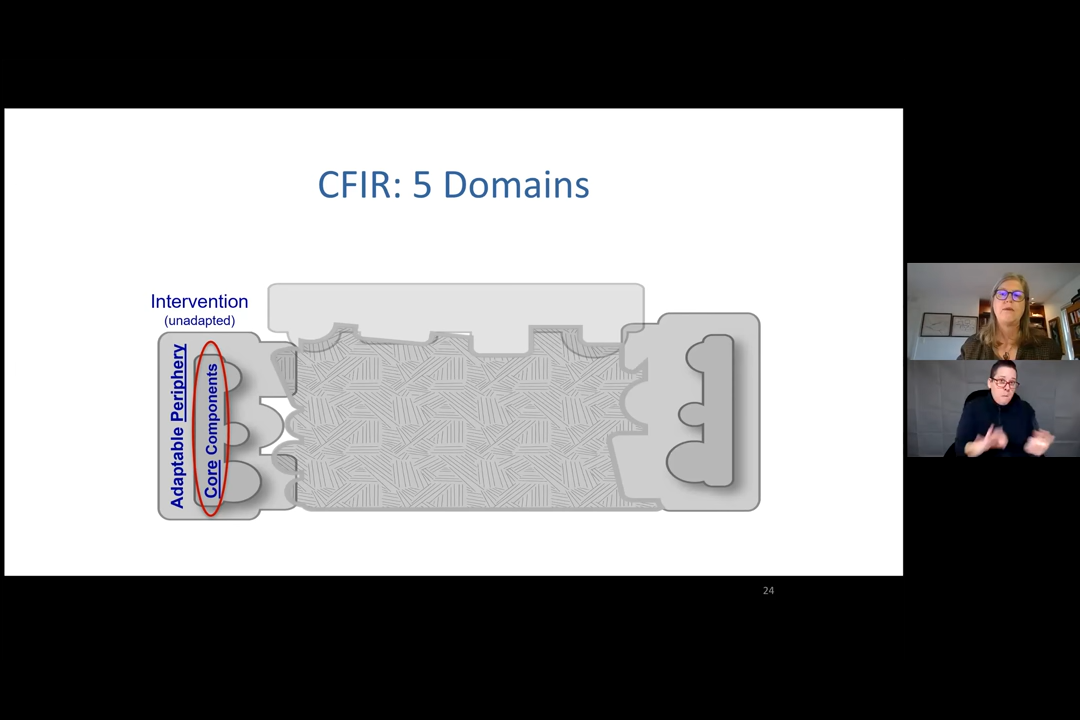 CFIR: 5 Domains
Intervention
(unadapted)
Adaptable Periphery
Core Components
24